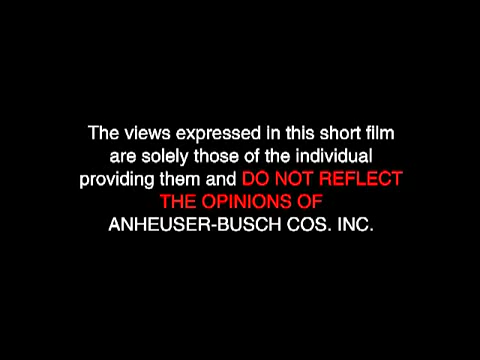 The views expressed in this short film
are solely those of the individual
providing them and DO NOT REFLECT
THE OPINIONS OF
ANHEUSER-BUSCH COS. INC.